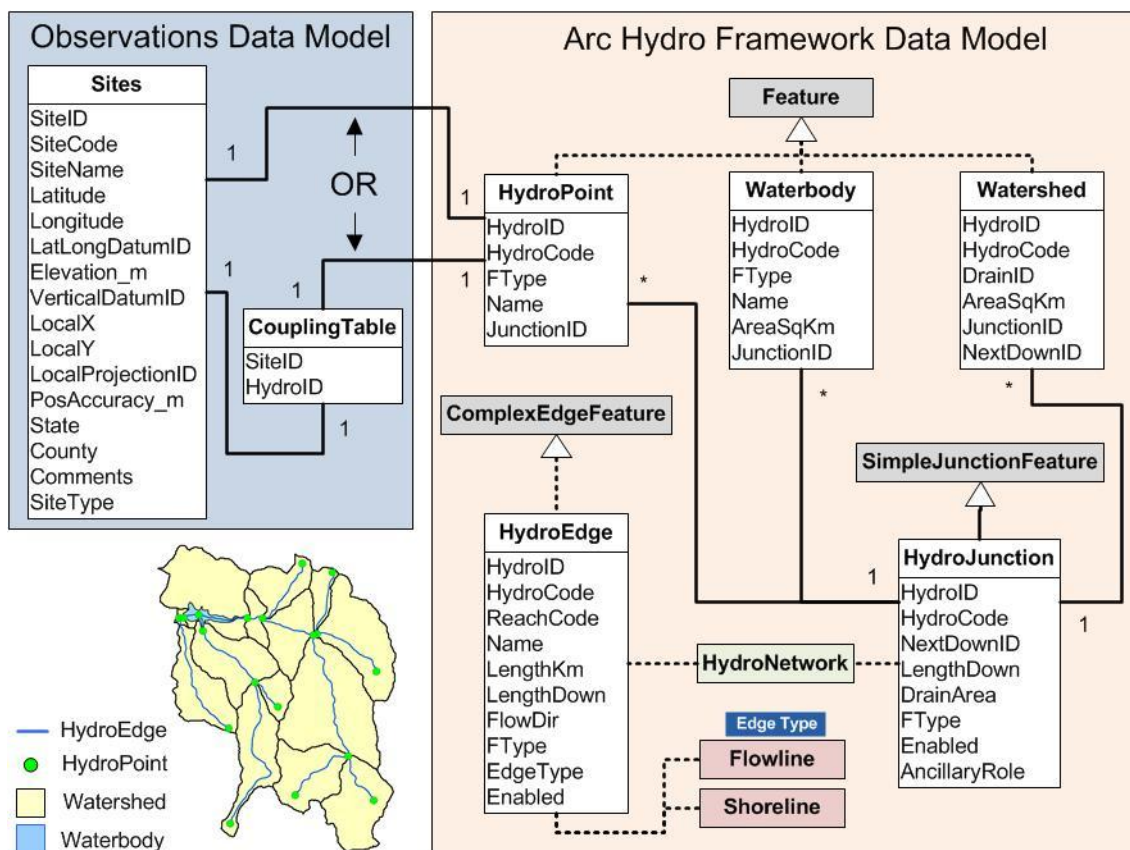 Observations Data Model
Sites
SiteID
SiteCode
SiteName
Latitude
Longitude
LatLongDatumID
Elevation_m
VerticalDatumID
LocalX
LocalY
LocalProjectionID
PosAccuracy_m
State
County
Comments
SiteType
1
OR
1
1
CouplingTable
SiteID
HydroID
1
Arc Hydro Framework Data Model
Feature
HydroPoint
HydroID
HydroCode
FType
Name
JunctionID
1
1
*
Waterbody
HydroID
HydroCode
FType
Name
AreaSqKm
JunctionID
*
Watershed
HydroID
HydroCode
DrainID
AreaSqKm
JunctionID
NextDownID
*
ComplexEdgeFeature
SimpleJunctionFeature
HydroEdge
HydroID
HydroCode
ReachCode
Name
LengthKm
LengthDown
FlowDir
FType
EdgeType
Enabled
HydroNetwork
Edge Type
Flowline
Shoreline
1
HydroJunction
HydroID
HydroCode
NextDownID
LengthDown
DrainArea
FType
Enabled
AncillaryRole
1
HydroEdge
HydroPoint
Watershed
Waterbody